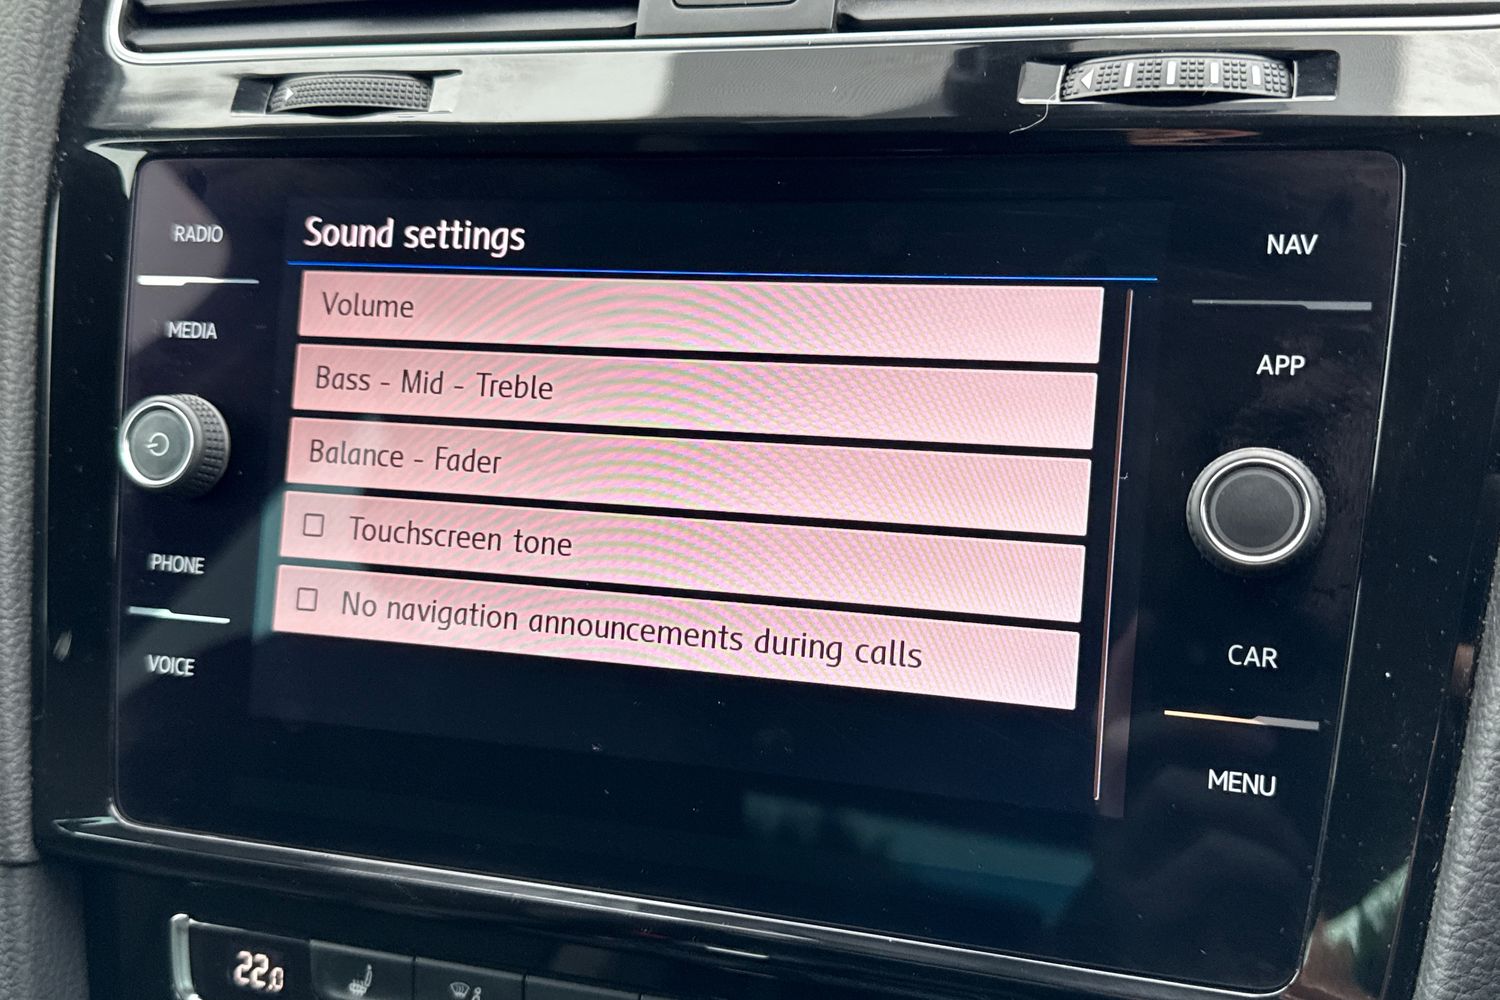 RADIO
MEDIA
PHONE
VOICE
Sound settings
Volume
Bass - Mid - Treble
Balance - Fader
Touchscreen tone
No navigation announcements during calls
NAV
APP
CAR
MENU
22.0